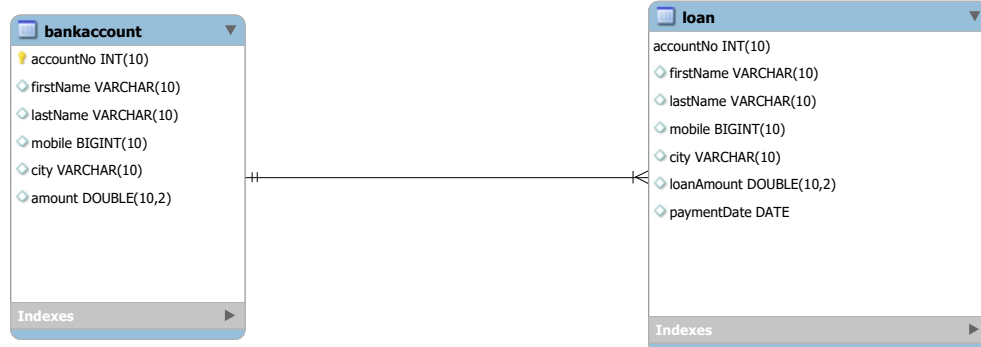 bankaccount
accountNo INT(10)
firstName VARCHAR(10)
lastName VARCHAR(10)
mobile BIGINT(10)
city VARCHAR(10)
amount DOUBLE(10,2)
Indexes
loan
accountNo INT(10)
firstName VARCHAR(10)
lastName VARCHAR(10)
mobile BIGINT(10)
city VARCHAR(10)
loanAmount DOUBLE(10,2)
paymentDate DATE
Indexes